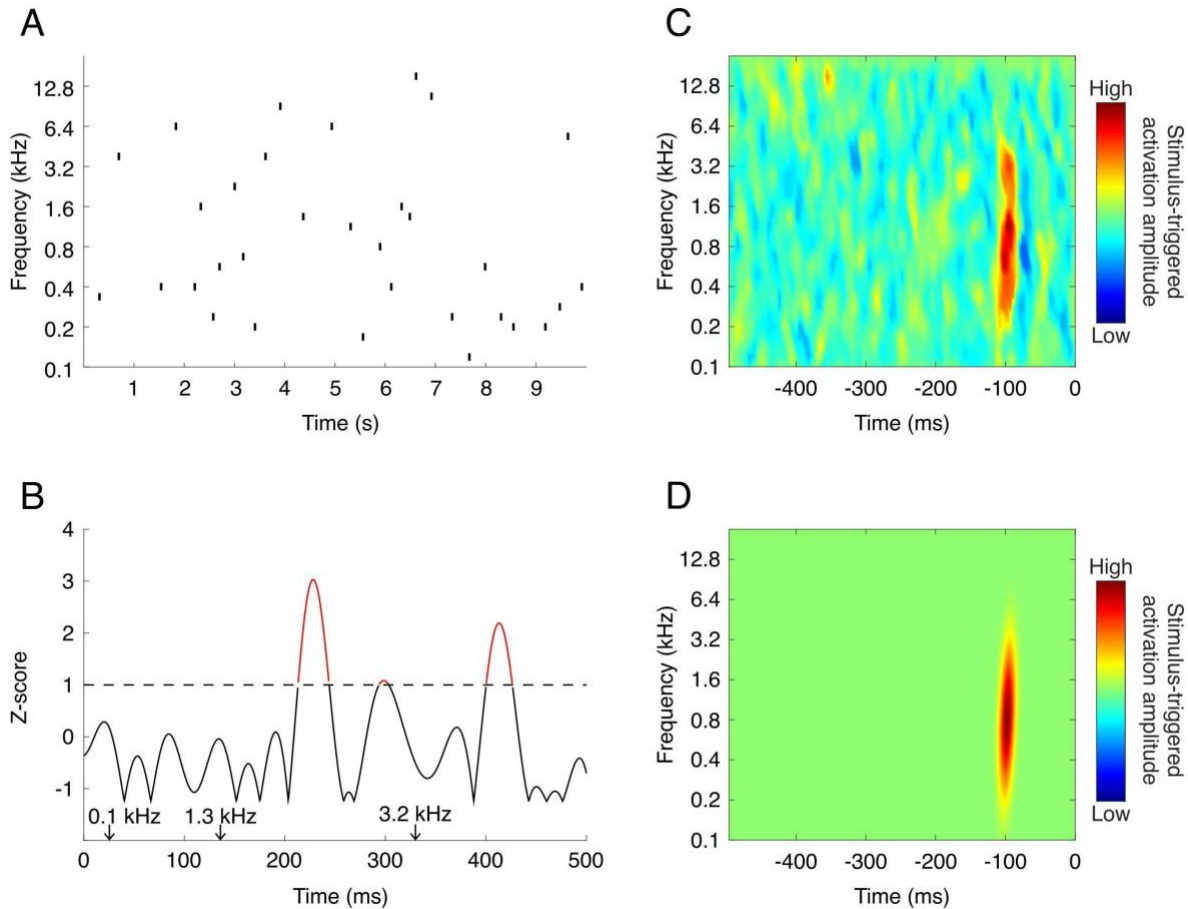 A
Frequency (kHz)
12.8
6.4
3.2
1.6
0.8
0.4
0.2
0.1
1 2 3 4 5 6 7 8 9
Time (s)
C
Frequency (kHz)
12.8
6.4
3.2
1.6
0.8
0.4
0.2
0.1
-400 -300 -200 -100 0
Time (ms)
High
Low
Stimulus-triggered
activation amplitude
B
Z-score
4
3
2
1
0
-1
0.1 kHz 1.3 kHz 3.2 kHz
0 100 200 300 400 500
Time (ms)
D
Frequency (kHz)
12.8
6.4
3.2
1.6
0.8
0.4
0.2
0.1
-400 -300 -200 -100 0
Time (ms)
High
Low
Stimulus-triggered
activation amplitude